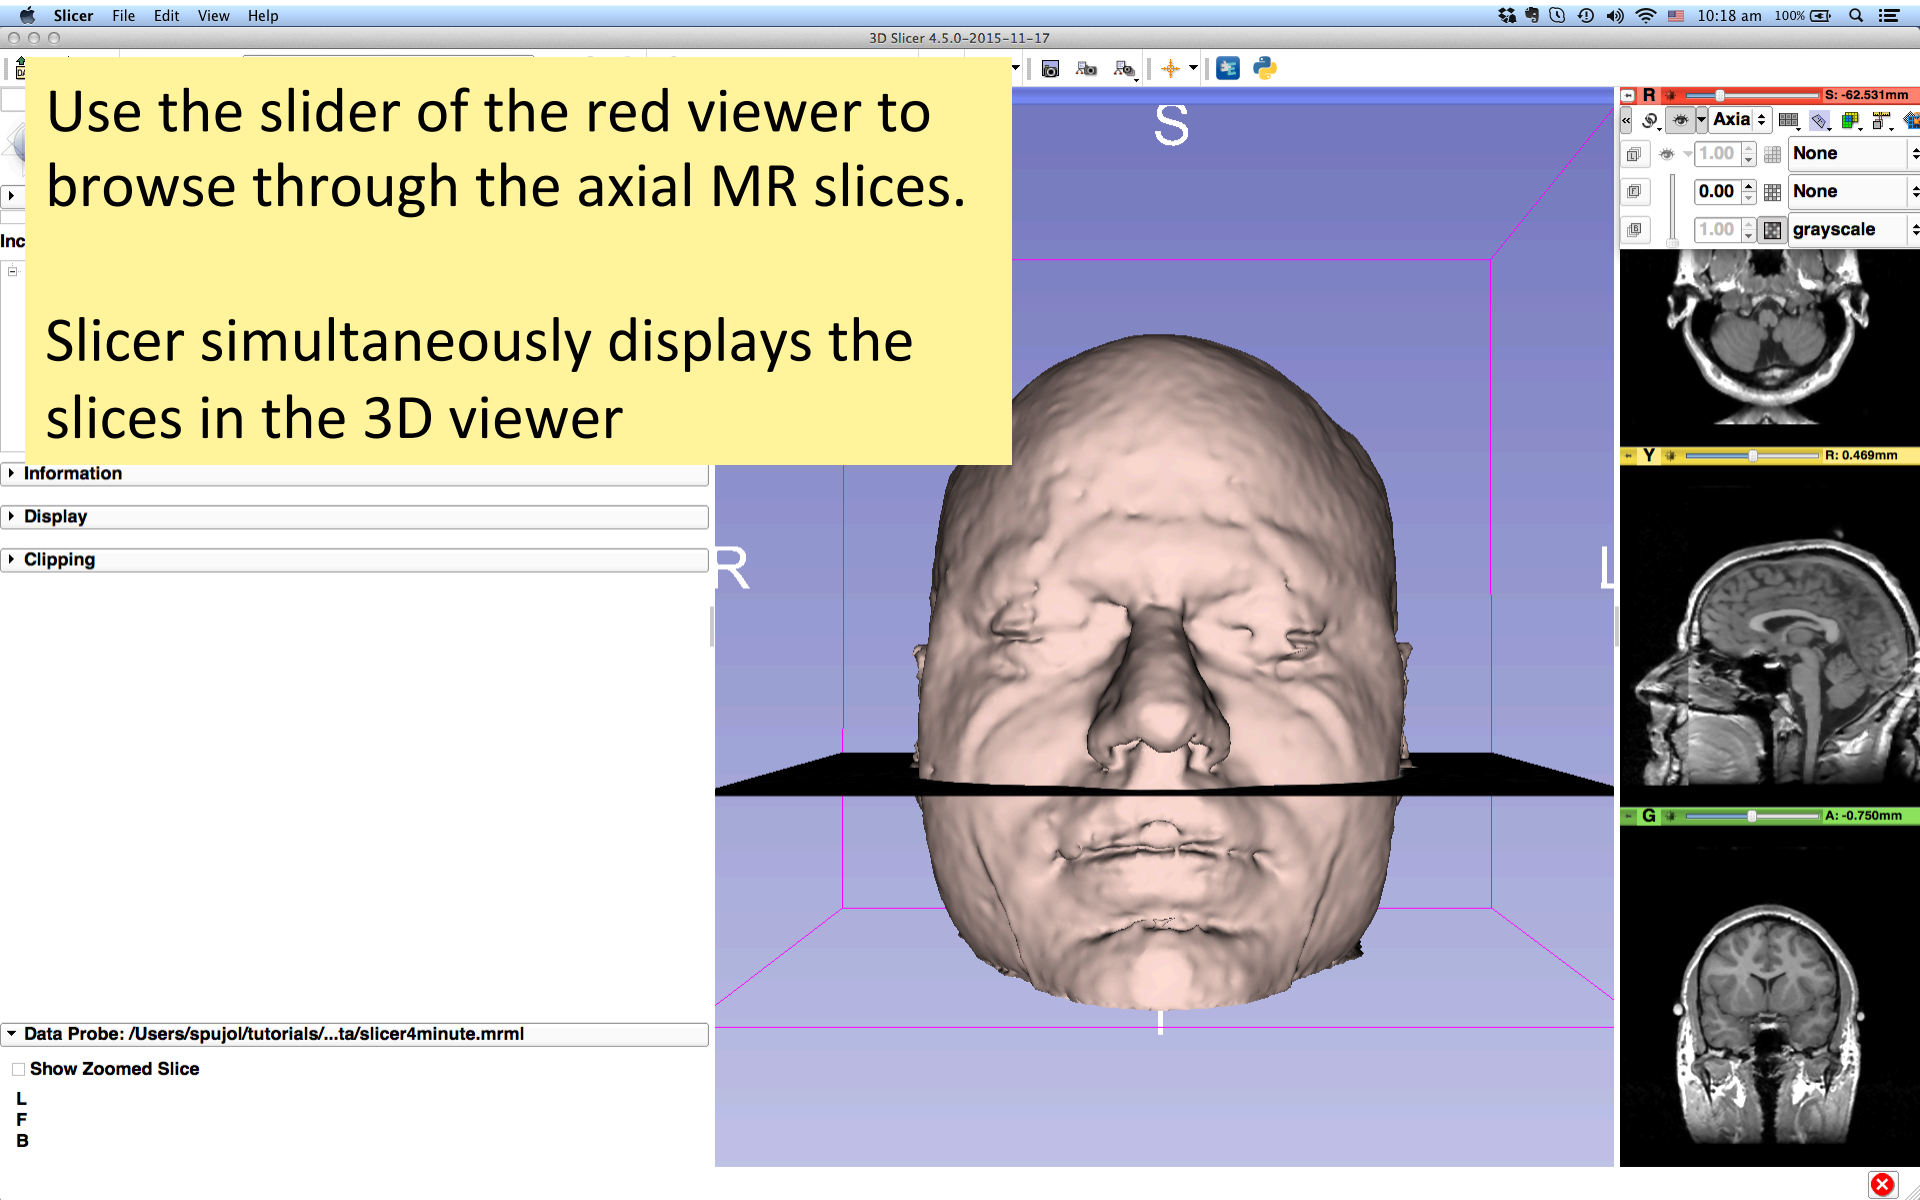 Slicer File Edit View Help
10:18 am 100%
3D Slicer 4.5.0-2015-11-17
Use the slider of the red viewer to
browse through the axial MR slices.
Slicer simultaneously displays the
slices in the 3D viewer
Inc
Information
Display
Clipping
Data Probe: /Users/spujol/tutorials/...ta/slicer4minute.mrml
Show Zoomed Slice
L
F
B
S
R
L
I
R S: -62.531mm
Axia
1.00 None
0.00 None
1.00 grayscale
Y R: 0.469mm
G A: -0.750mm